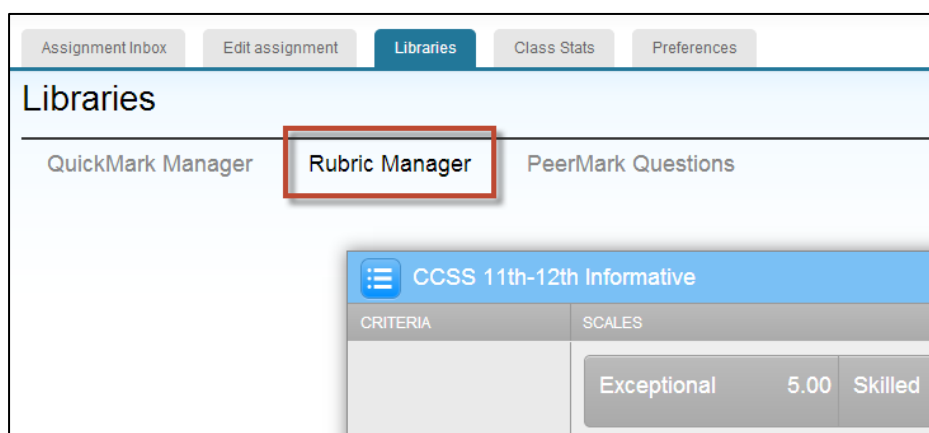 Assignment Inbox Edit assignment Libraries Class Stats Preferences
Libraries
QuickMark Manager Rubric Manager PeerMark Questions
CCSS 11th-12th Informative
CRITERIA SCALES
Exceptional 5.00 Skilled